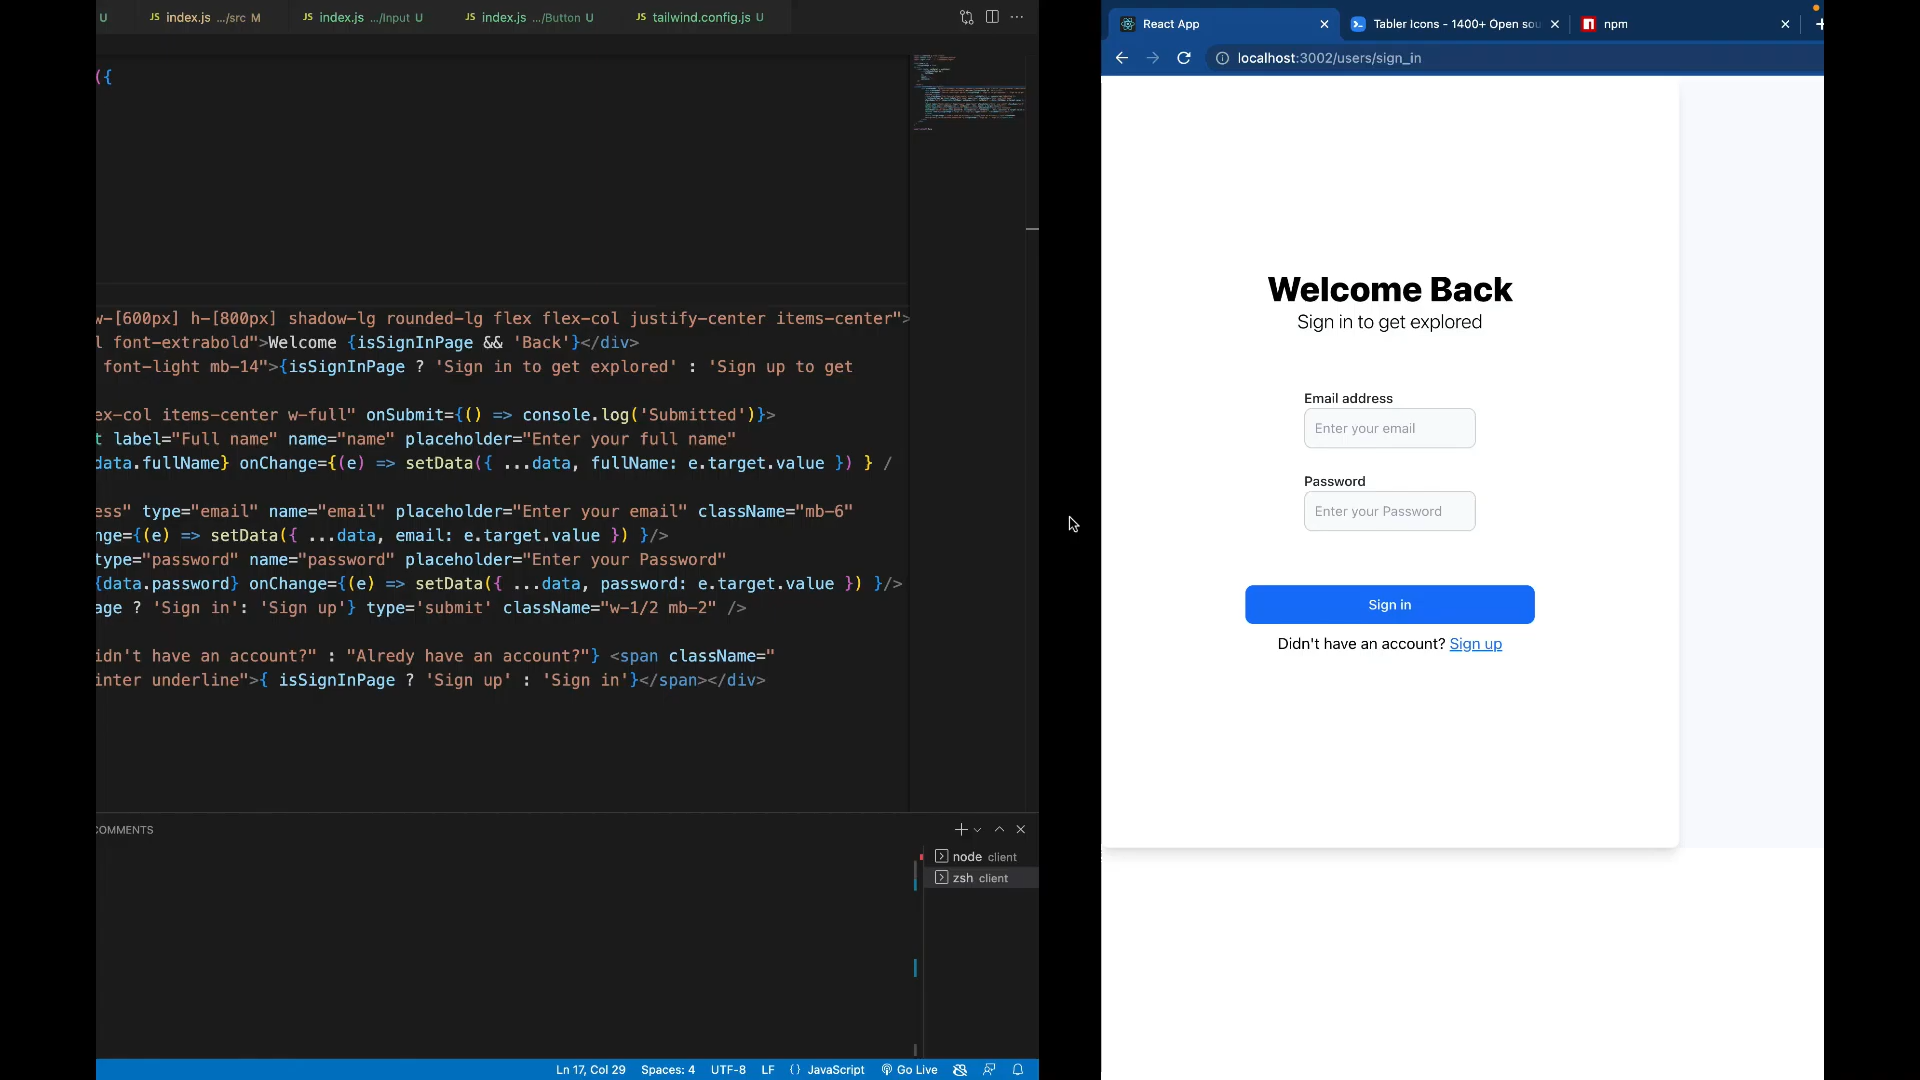 U JS index.js .../src M JS index.js .../Input U JS index.js .../Button U JS tailwind.config.js U
({
w-[600px] h-[800px] shadow-lg rounded-lg flex flex-col justify-center items-center">
l font-extrabold">Welcome {isSignInPage && 'Back'}</div>
font-light mb-14">{isSignInPage ? 'Sign in to get explored' : 'Sign up to get
ex-col items-center w-full" onSubmit={() => console.log('Submitted')}>
t label="Full name" name="name" placeholder="Enter your full name"
data.fullName} onChange={(e) => setData({ ...data, fullName: e.target.value }) } /
ess" type="email" name="email" placeholder="Enter your email" className="mb-6"
nge={(e) => setData({ ...data, email: e.target.value }) }/>
type="password" name="password" placeholder="Enter your Password"
{data.password} onChange={(e) => setData({ ...data, password: e.target.value }) }/>
age ? 'Sign in': 'Sign up'} type='submit' className="w-1/2 mb-2" />
idn't have an account?" : "Alredy have an account?"} <span className="
inter underline">{ isSignInPage ? 'Sign up' : 'Sign in'}</span></div>
COMMENTS
node client
zsh client
Ln 17, Col 29 Spaces: 4 UTF-8 LF {} JavaScript Go Live
React App Tabler Icons - 1400+ Open sou npm
localhost:3002/users/sign_in
Welcome Back
Sign in to get explored
Email address
Enter your email
Password
Enter your Password
Sign in
Didn't have an account? Sign up